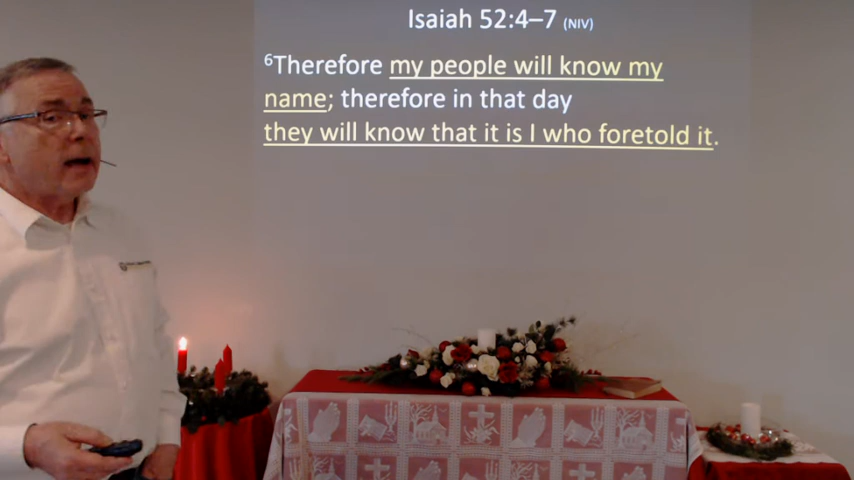 Isaiah 52:4–7 (NIV)
⁶Therefore my people will know my
name; therefore in that day
they will know that it is I who foretold it.